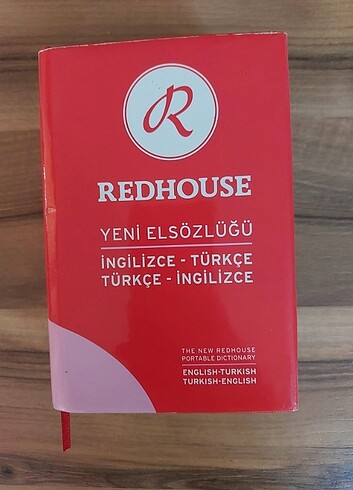 R
REDHOUSE
YENİ ELSÖZLÜĞÜ
İNGİLİZCE - TÜRKÇE
TÜRKÇE - İNGİLİZCE
THE NEW REDHOUSE
PORTABLE DICTIONARY
ENGLISH-TURKISH
TURKISH-ENGLISH